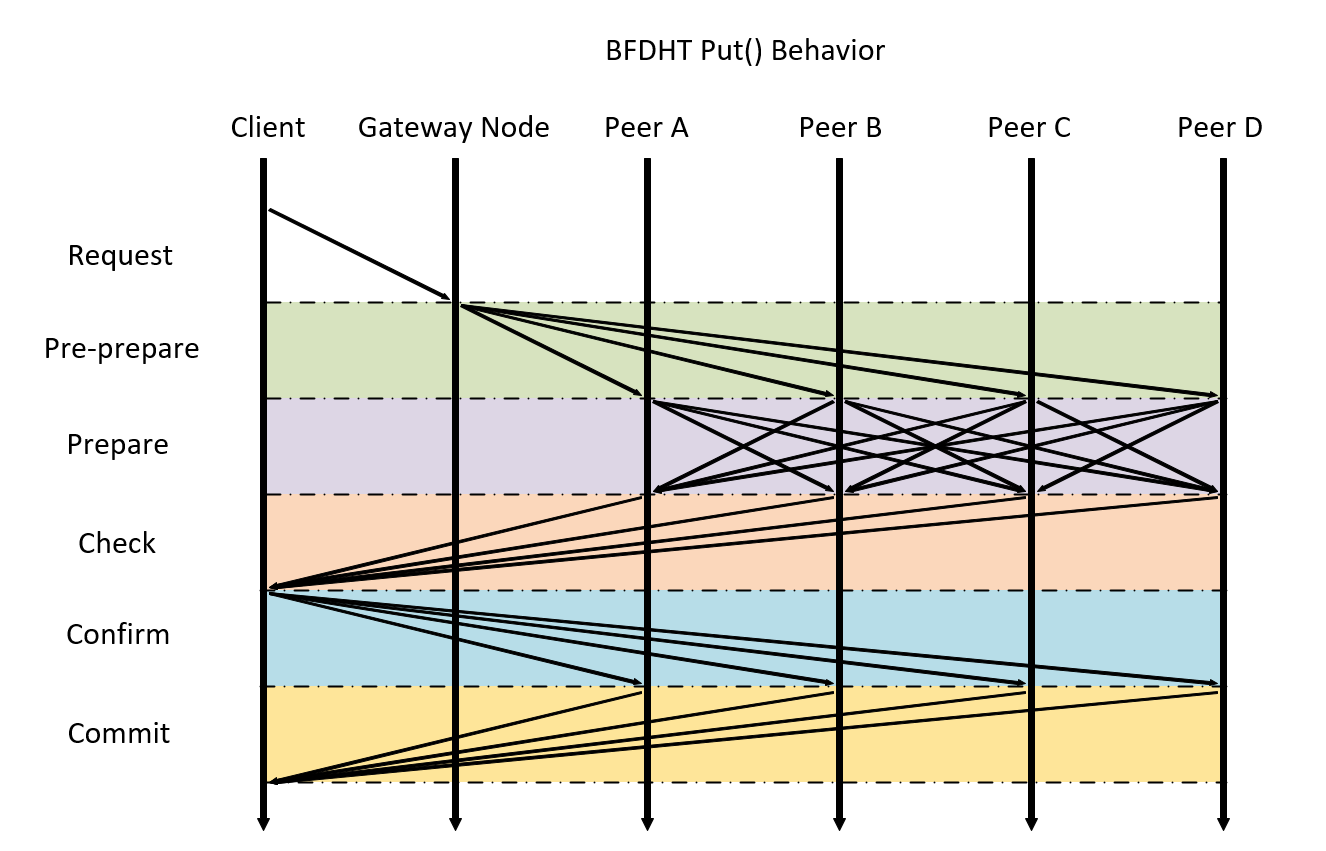 BFDHT Put() Behavior
Client Gateway Node Peer A Peer B Peer C Peer D
Request
Pre-prepare
Prepare
Check
Confirm
Commit